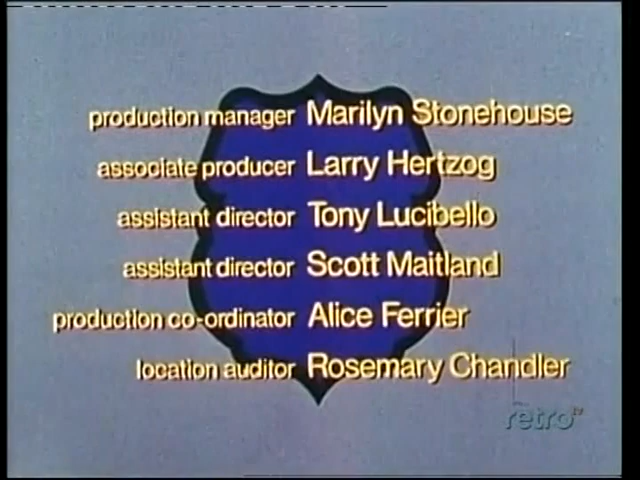 production manager Marilyn Stonehouse
associate producer Larry Hertzog
assistant director Tony Lucibello
assistant director Scott Maitland
production co-ordinator Alice Ferrier
location auditor Rosemary Chandler
retro tv